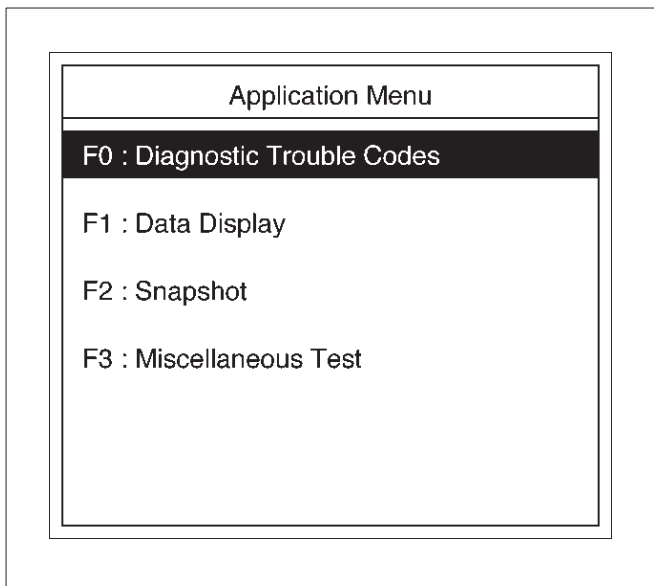 Application Menu
F0 : Diagnostic Trouble Codes
F1 : Data Display
F2 : Snapshot
F3 : Miscellaneous Test